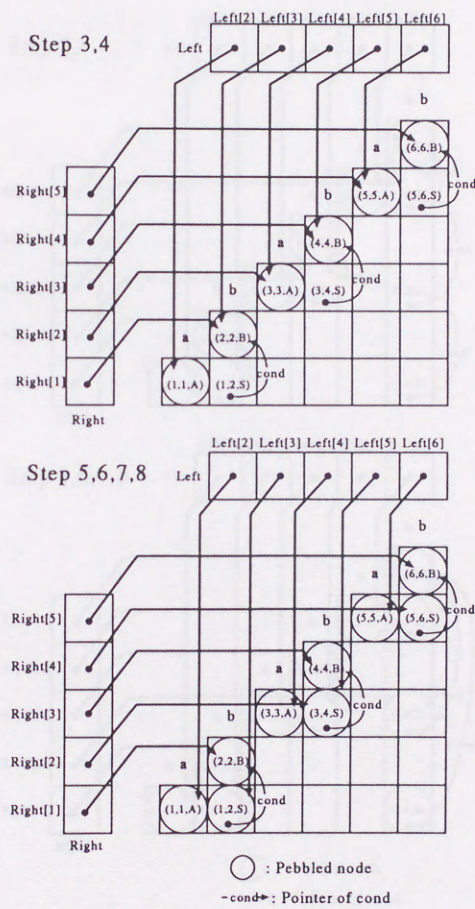 Left[2] Left[3] Left[4] Left[5] Left[6]
Step 3,4
Left
b
(6,6,B)
a
Right[5]
(5,5,A) (5,6,S) cond
b
Right[4]
(4,4,B)
cond
a
Right[3]
(3,3,A) (3,4,S)
b
Right[2]
(2,2,B)
cond
a
Right[1]
(1,1,A) (1,2,S)
Right
Left[2] Left[3] Left[4] Left[5] Left[6]
Step 5,6,7,8
Left
b
(6,6,B)
a
Right[5]
(5,5,A) (5,6,S) cond
b
Right[4]
(4,4,B)
a
cond
Right[3]
(3,3,A) (3,4,S)
b
Right[2]
(2,2,B)
a
cond
Right[1]
(1,1,A) (1,2,S)
Right
: Pebbled node
cond : Pointer of cond